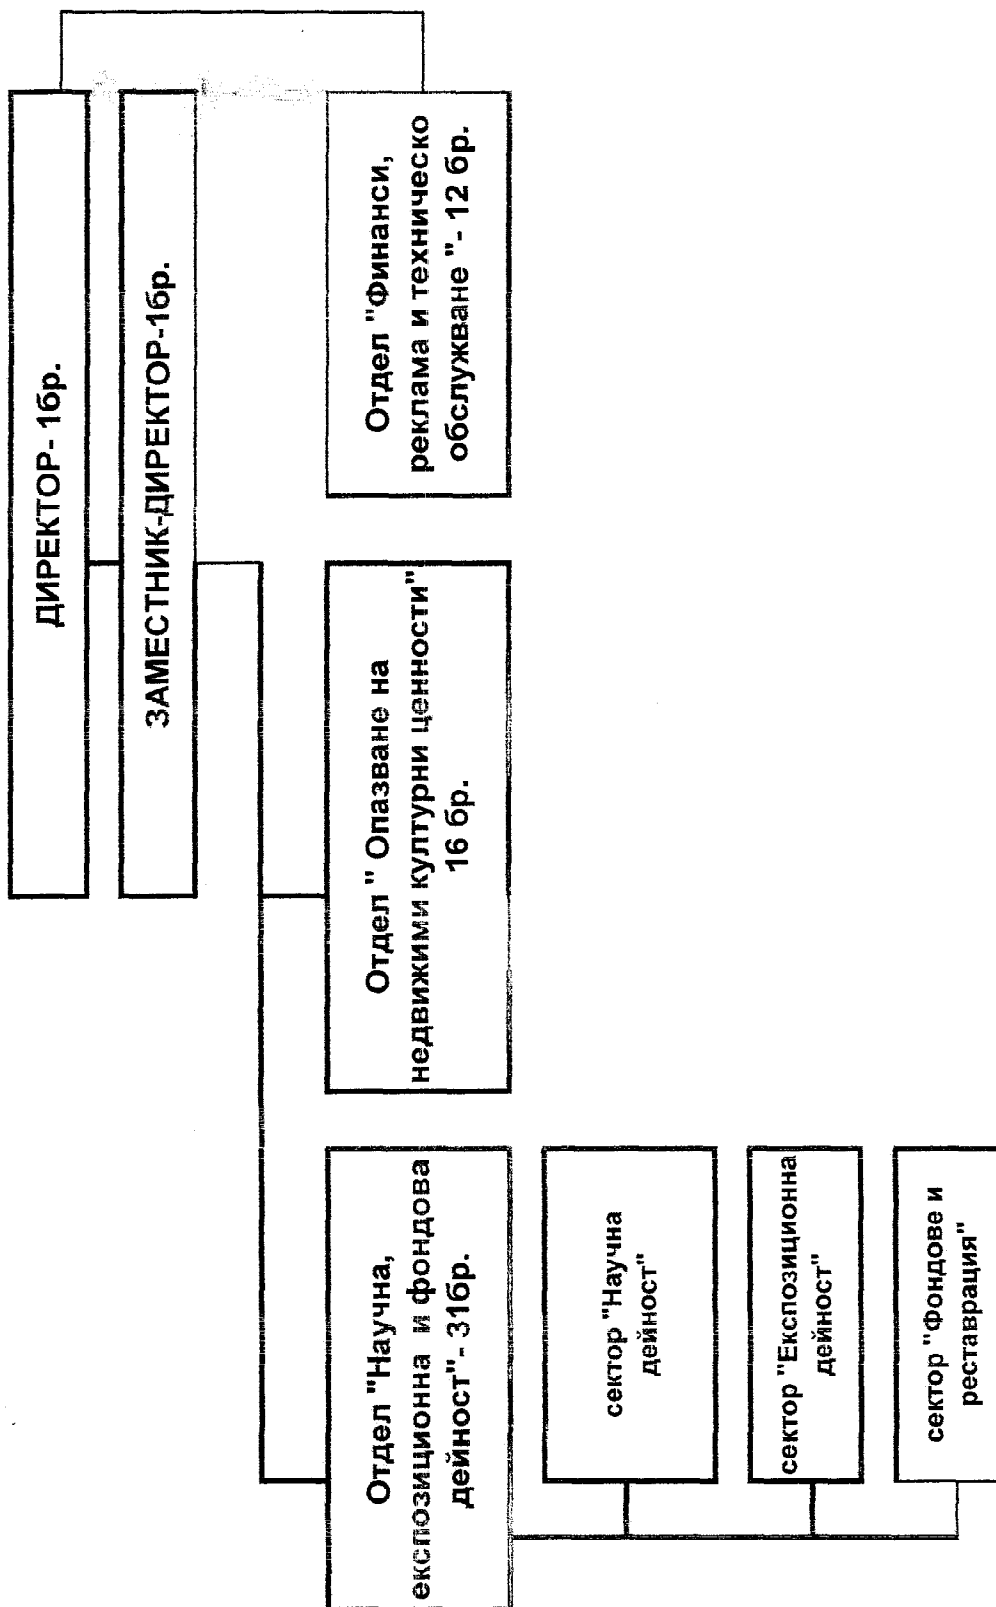 ДИРЕКТОР- 1бр.
ЗАМЕСТНИК-ДИРЕКТОР-1бр.
Отдел "Научна,
експозиционна и фондова
дейност"- 31бр.
Отдел " Опазване на
недвижими културни ценности"
16 бр.
Отдел "Финанси,
реклама и техническо
обслужване "- 12 бр.
сектор "Научна
дейност"
сектор "Експозиционна
дейност"
сектор "Фондове и
реставрация"